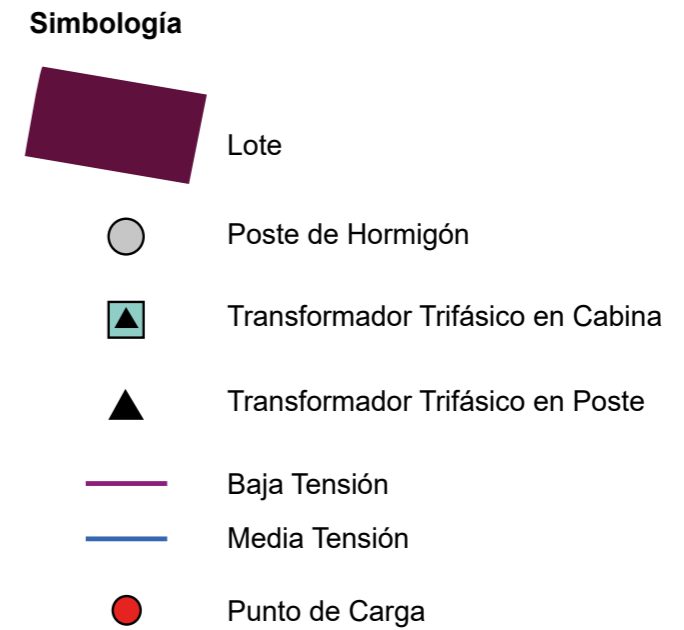 Simbología
Lote
Poste de Hormigón
Transformador Trifásico en Cabina
Transformador Trifásico en Poste
Baja Tensión
Media Tensión
Punto de Carga